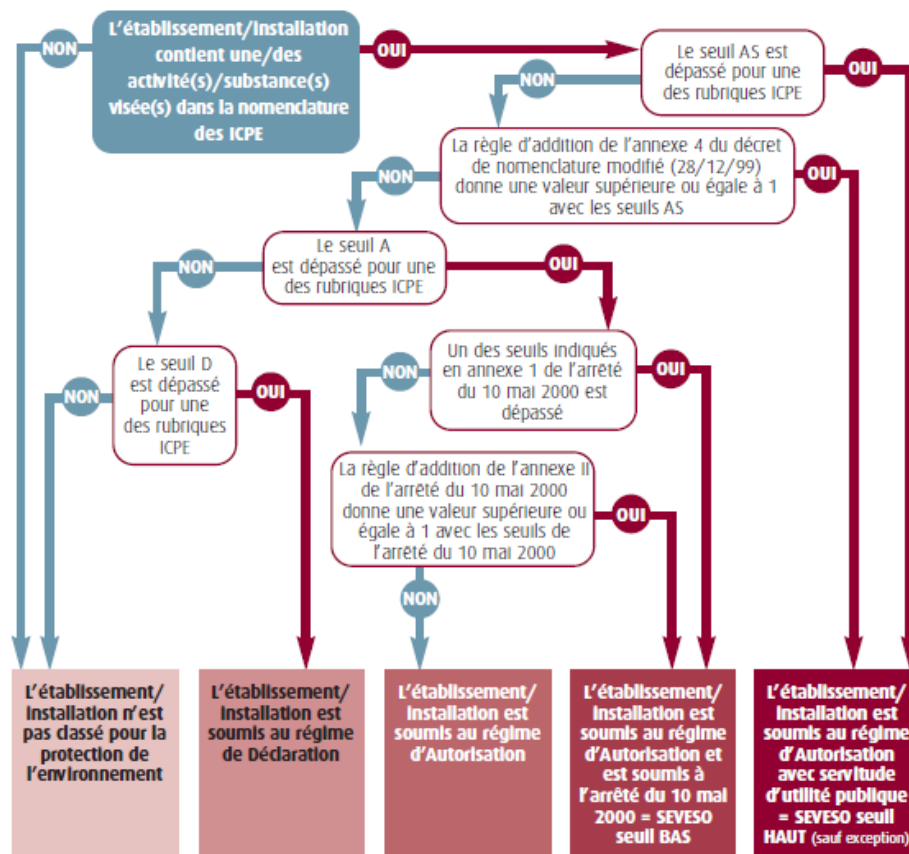 L'établissement/Installation
contient une/des
activité(s)/substance(s)
visée(s) dans la nomenclature
des ICPE
NON
OUI
Le seuil AS est
dépassé pour une
des rubriques ICPE
OUI
NON
La règle d'addition de l'annexe 4 du décret
de nomenclature modifié (28/12/99)
donne une valeur supérieure ou égale à 1
avec les seuils AS
OUI
NON
Le seuil A
est dépassé pour une
des rubriques ICPE
NON
OUI
Le seuil D
est dépassé
pour une
des rubriques
ICPE
NON
OUI
Un des seuils indiqués
en annexe 1 de l'arrêté
du 10 mai 2000 est
dépassé
NON
OUI
La règle d'addition de l'annexe II
de l'arrêté du 10 mai 2000
donne une valeur supérieure ou
égale à 1 avec les seuils de
l'arrêté du 10 mai 2000
OUI
NON
L'établissement/
Installation n'est
pas classé pour la
protection de
l'environnement
L'établissement/
Installation est
soumis au régime
de Déclaration
L'établissement/
Installation est
soumis au régime
d'Autorisation
L'établissement/
Installation est
soumis au régime
d'Autorisation et
est soumis à
l'arrêté du 10 mai
2000 = SEVESO
seuil BAS
L'établissement/
Installation est
soumis au régime
d'Autorisation
avec servitude
d'utilité publique
= SEVESO seuil
HAUT (sauf exception)